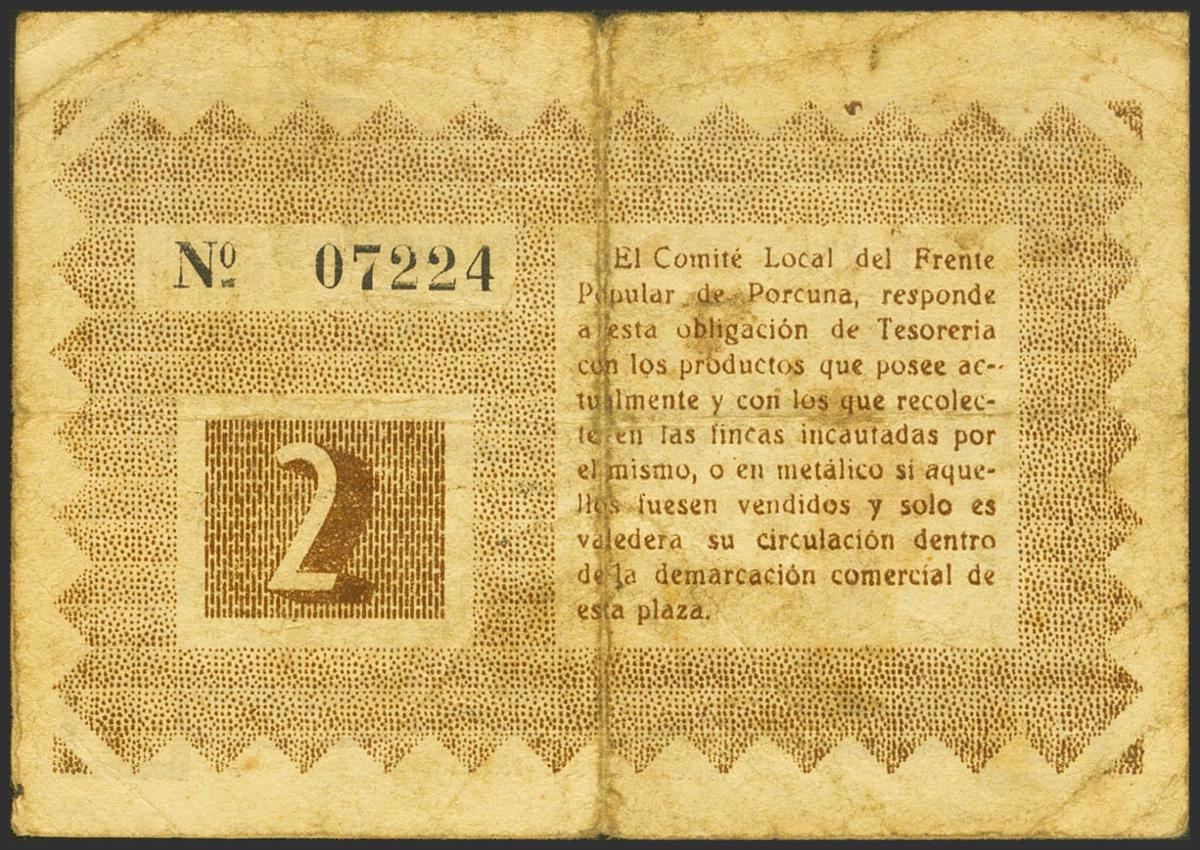 Nº 07224
2
El Comité Local del Frente
Popular de Porcuna, responde
a esta obligación de Tesoreria
con los productos que posee ac-
tualmente y con los que recolec-
te en las fincas incautadas por
el mismo, o en metálico si aque-
llos fuesen vendidos y solo es
valedera su circulación dentro
de la demarcación comercial de
esta plaza.